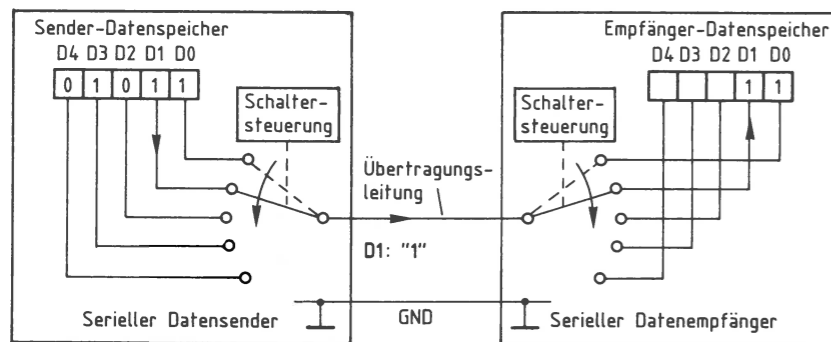 Sender-Datenspeicher
D4 D3 D2 D1 D0
0 1 0 1 1
Schalter-
steuerung
Übertragungs-
leitung
D1: "1"
Serieller Datensender
GND
Empfänger-Datenspeicher
D4 D3 D2 D1 D0
1 1
Schalter-
steuerung
Serieller Datenempfänger